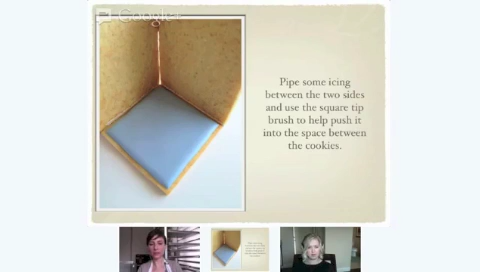 Google+
Pipe some icing
between the two sides
and use the square tip
brush to help push it
into the space between
the cookies.